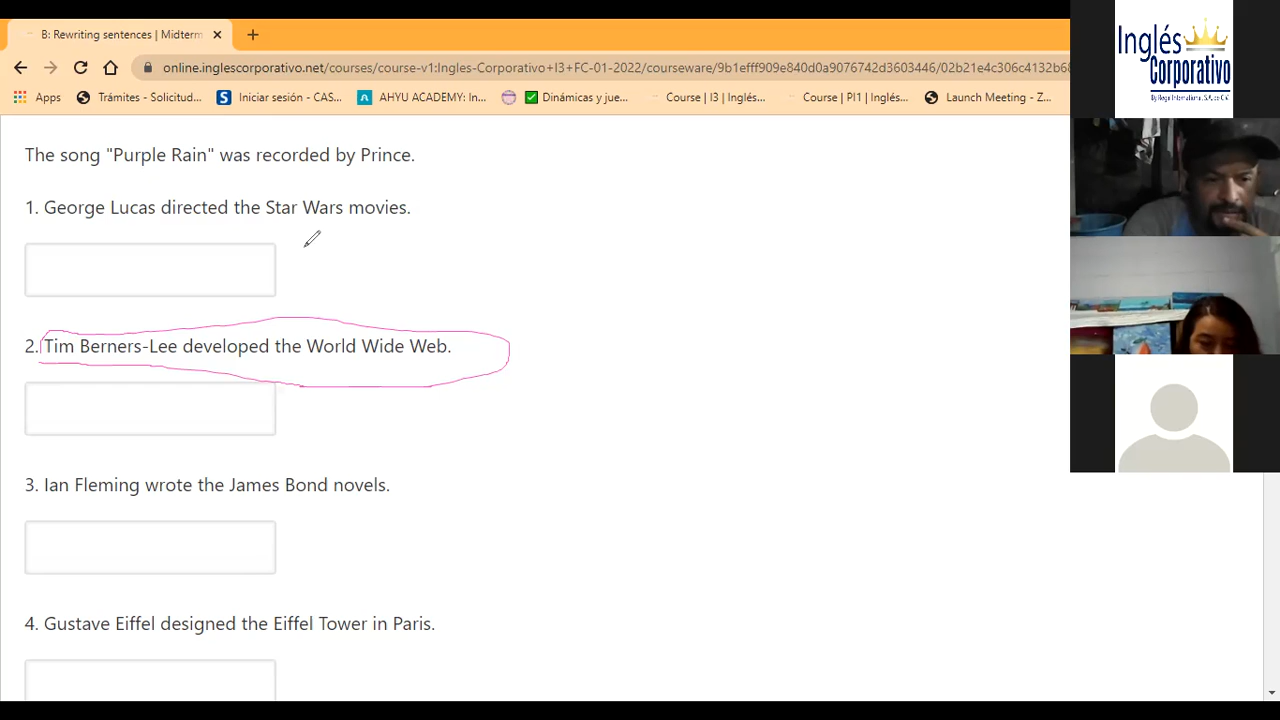 B: Rewriting sentences | Midterm
online.inglescorporativo.net/courses/course-v1:Ingles-Corporativo+I3+FC-01-2022/courseware/9b1efff909e840d0a9076742d3603446/02b21e4c306c4132b6
Apps Trámites - Solicitud... Iniciar sesión - CAS... AHYU ACADEMY: In... Dinámicas y jue... Course | I3 | Inglés... Course | PI1 | Inglés... Launch Meeting - Z...
The song "Purple Rain" was recorded by Prince.
1. George Lucas directed the Star Wars movies.
2. Tim Berners-Lee developed the World Wide Web.
3. Ian Fleming wrote the James Bond novels.
4. Gustave Eiffel designed the Eiffel Tower in Paris.
Inglés
Corporativo